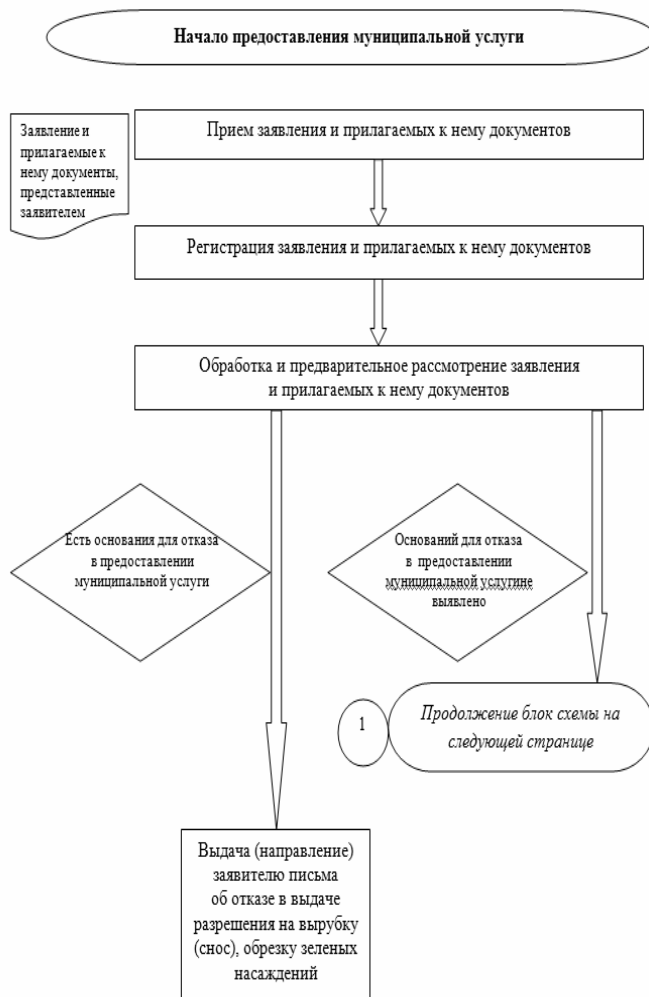 Начало предоставления муниципальной услуги
Заявление и
прилагаемые к
нему документы,
представленные
заявителем
Прием заявления и прилагаемых к нему документов
Регистрация заявления и прилагаемых к нему документов
Обработка и предварительное рассмотрение заявления
и прилагаемых к нему документов
Есть основания для отказа
в предоставлении
муниципальной услуги
Оснований для отказа
в предоставлении
муниципальной услугине
выявлено
1
Продолжение блок схемы на
следующей странице
Выдача (направление)
заявителю письма
об отказе в выдаче
разрешения на вырубку
(снос), обрезку зеленых
насаждений